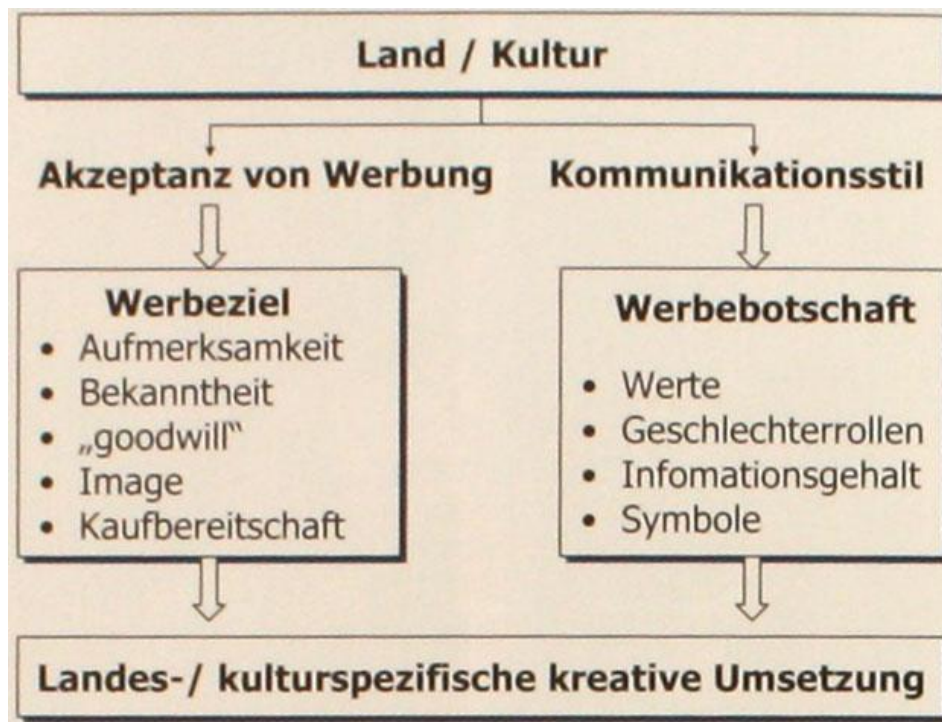 Land / Kultur
Akzeptanz von Werbung
Kommunikationsstil
Werbeziel
• Aufmerksamkeit
• Bekanntheit
• „goodwill“
• Image
• Kaufbereitschaft
Werbebotschaft
• Werte
• Geschlechterrollen
• Infomationsgehalt
• Symbole
Landes-/ kulturspezifische kreative Umsetzung